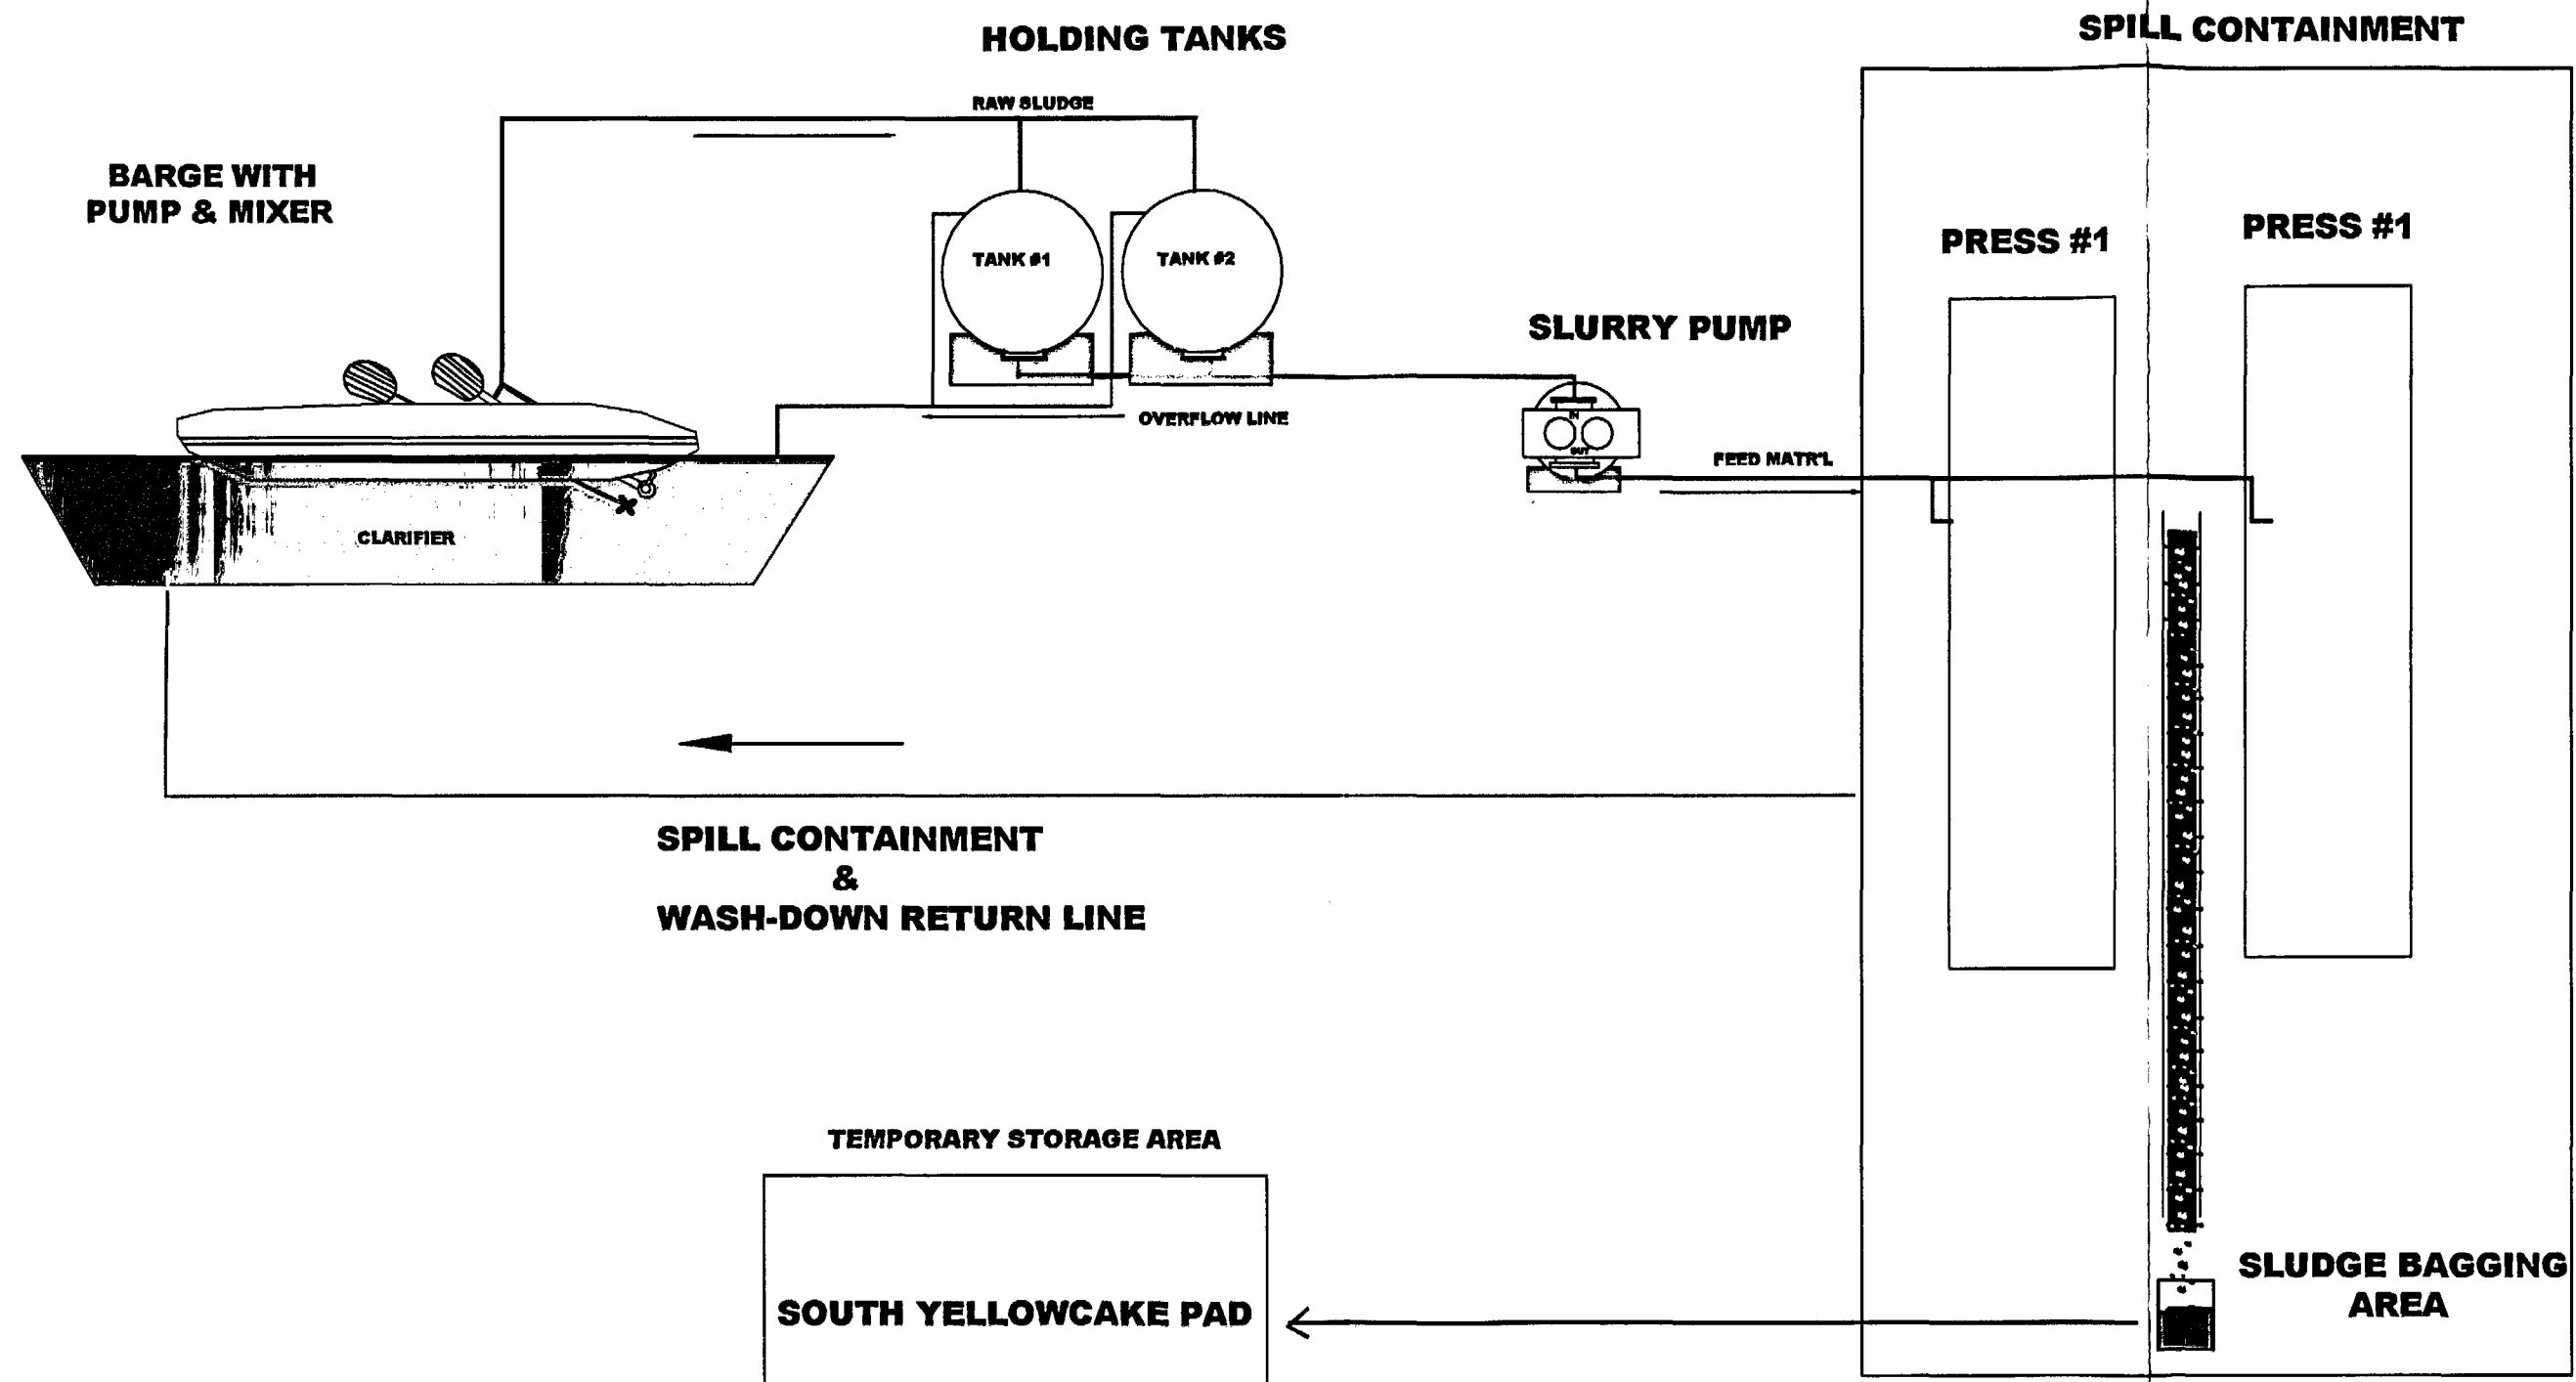 HOLDING TANKS
SPILL CONTAINMENT
RAW SLUDGE
BARGE WITH
PUMP & MIXER
PRESS #1
PRESS #1
TANK #1
TANK #2
SLURRY PUMP
OVERFLOW LINE
IN
OUT
FEED MATR'L
CLARIFIER
SPILL CONTAINMENT
&
WASH-DOWN RETURN LINE
TEMPORARY STORAGE AREA
SOUTH YELLOWCAKE PAD
SLUDGE BAGGING
AREA